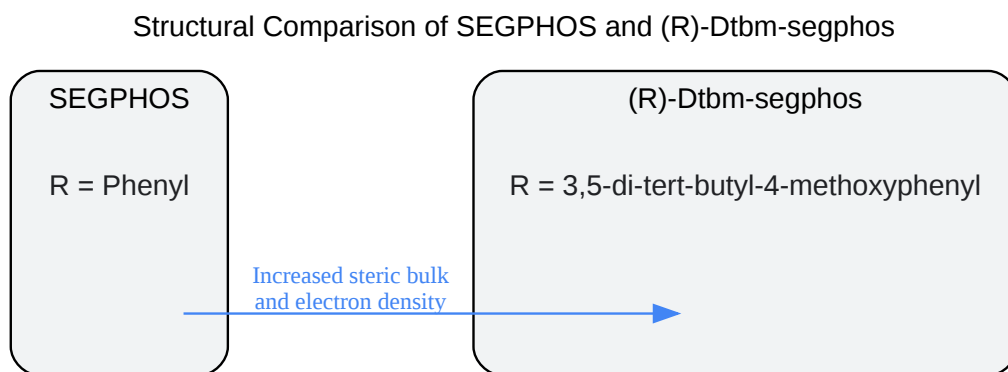 Structural Comparison of SEGPHOS and (R)-Dtbm-segphos
SEGPHOS
R = Phenyl
(R)-Dtbm-segphos
R = 3,5-di-tert-butyl-4-methoxyphenyl
Increased steric bulk
and electron density